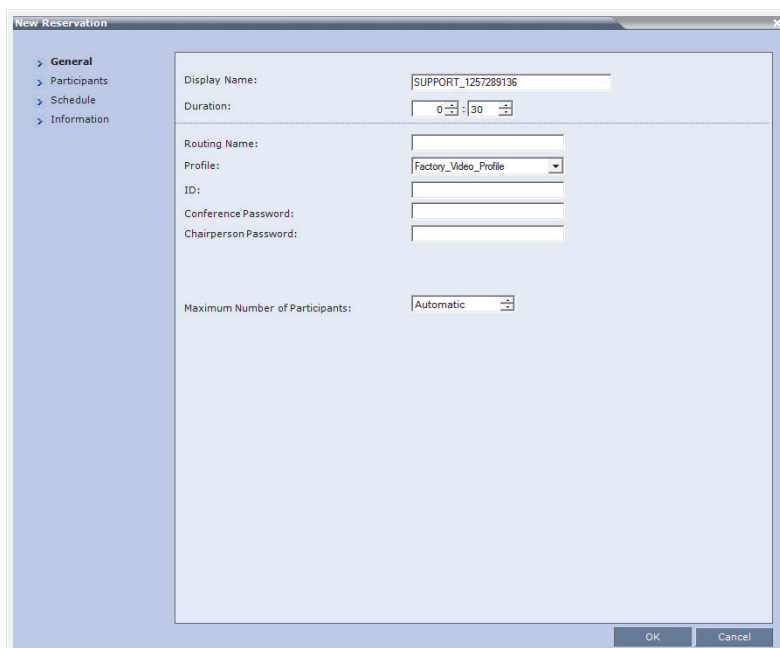 New Reservation
General
Participants
Schedule
Information
Display Name: SUPPORT_1257289136
Duration: 0 : 30
Routing Name:
Profile: Factory_Video_Profile
ID:
Conference Password:
Chairperson Password:
Maximum Number of Participants: Automatic
OK Cancel